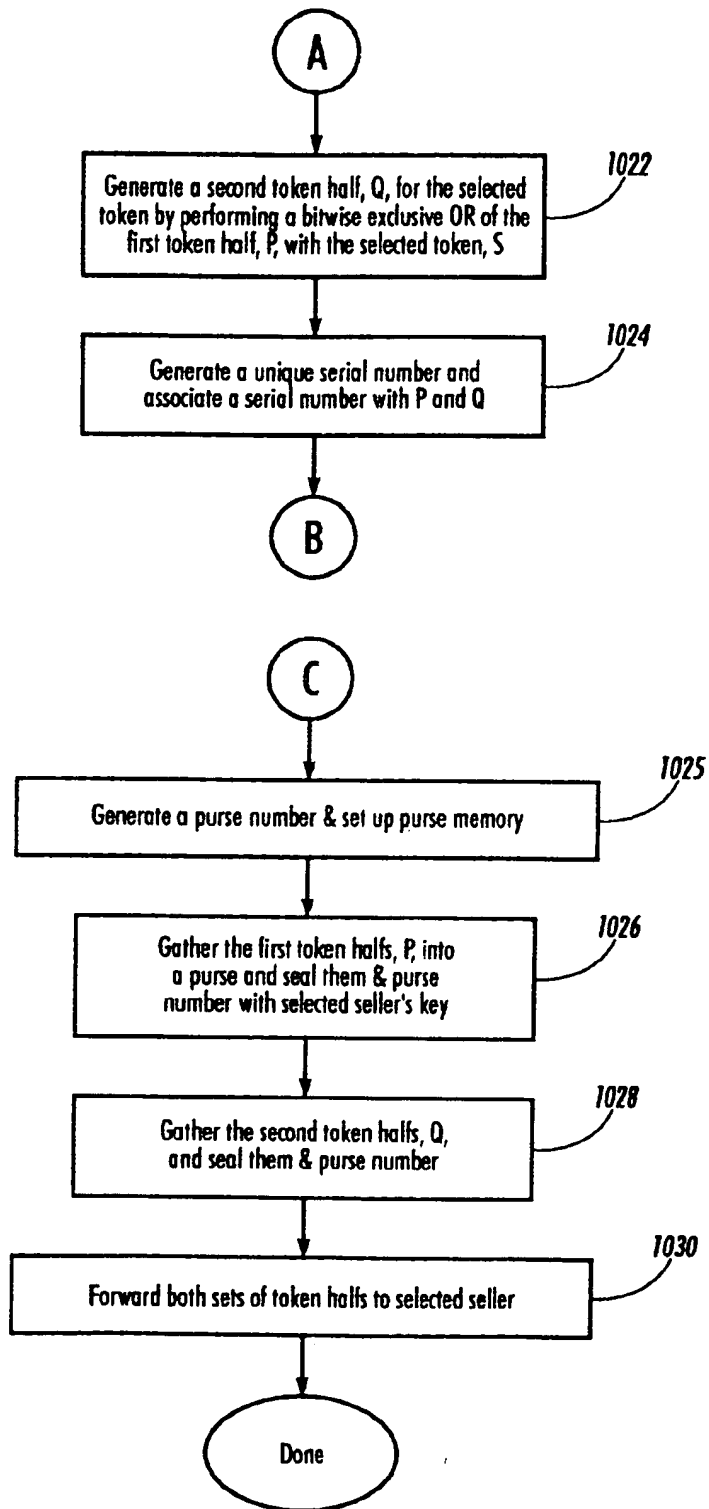 A
1022
Generate a second token half, Q, for the selected
token by performing a bitwise exclusive OR of the
first token half, P, with the selected token, S
1024
Generate a unique serial number and
associate a serial number with P and Q
B
C
1025
Generate a purse number & set up purse memory
1026
Gather the first token halfs, P, into
a purse and seal them & purse
number with selected seller's key
1028
Gather the second token halfs, Q,
and seal them & purse number
1030
Forward both sets of token halfs to selected seller
Done